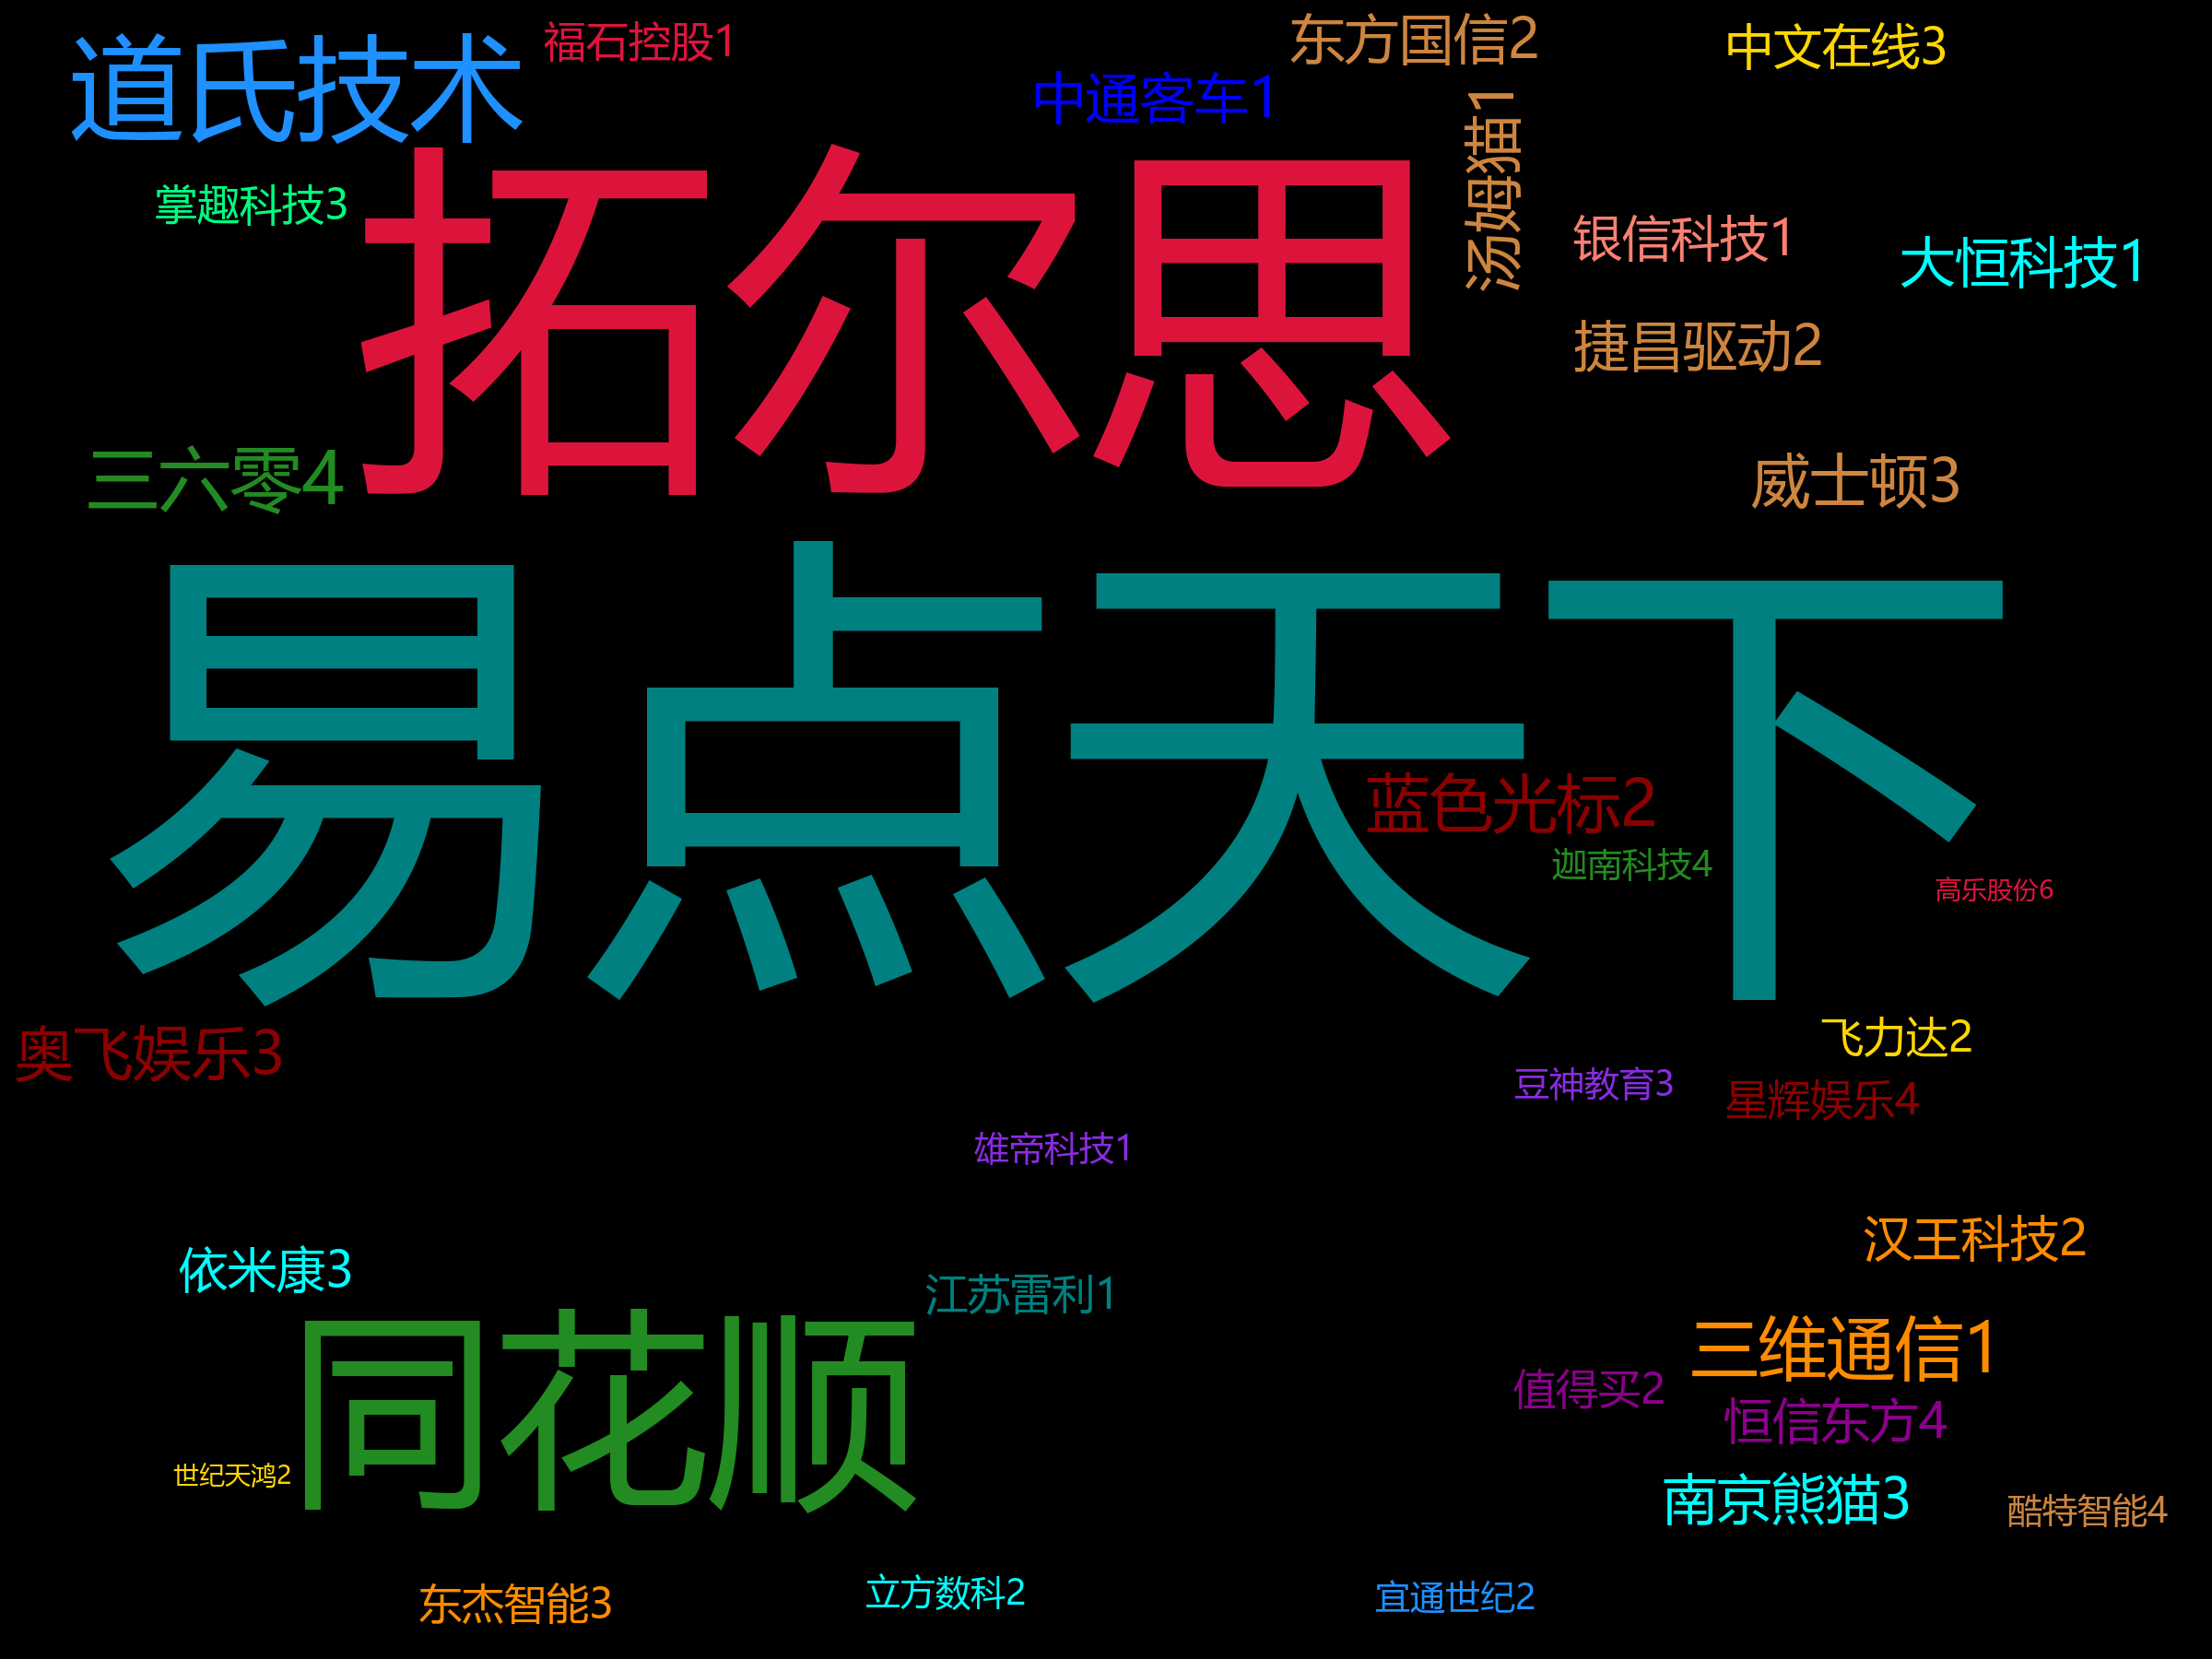 道氏技术
福石控股1
东方国信2
中文在线3
中通客车1
汤姆猫1
掌趣科技3
拓尔思
银信科技1
大恒科技1
捷昌驱动2
三六零4
威士顿3
易点天下
蓝色光标2
迦南科技4
高乐股份6
奥飞娱乐3
飞力达2
豆神教育3
星辉娱乐4
雄帝科技1
汉王科技2
依米康3
江苏雷利1
同花顺
三维通信1
值得买2
恒信东方4
世纪天鸿2
南京熊猫3
酷特智能4
东杰智能3
立方数科2
宜通世纪2